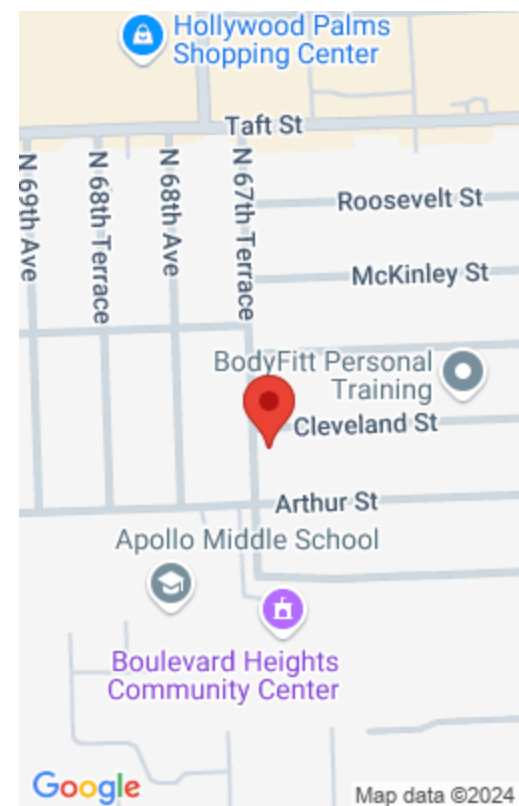 Hollywood Palms
Shopping Center
Taft St
N 69th Ave
N 68th Terrace
N 68th Ave
N 67th Terrace
Roosevelt St
McKinley St
BodyFitt Personal
Training
Cleveland St
Arthur St
Apollo Middle School
Boulevard Heights
Community Center
Google
Map data ©2024